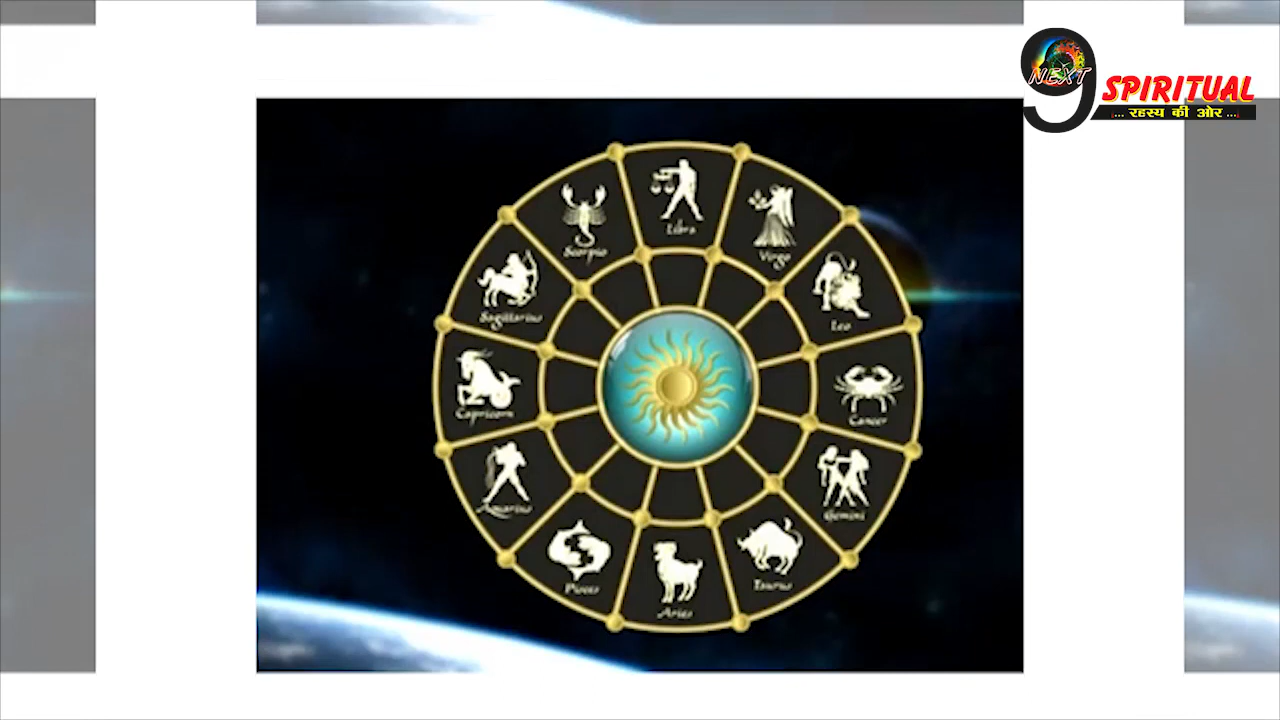 9
NEXT
SPIRITUAL
... रहस्य की ओर ...
Libra
Scorpio
Virgo
Sagittarius
Leo
Capricorn
Cancer
Aquarius
Gemini
Pisces
Taurus
Aries